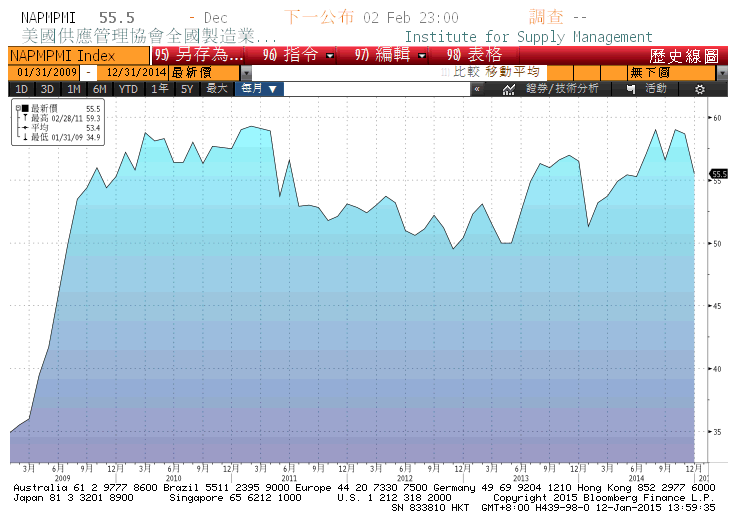 NAPMPMI 55.5 - Dec 下一公布 02 Feb 23:00 調查 --
美國供應管理協會全國製造業... Institute for Supply Management
NAPMPMI Index 95) 另存為... 96) 指令 97) 編輯 98) 表格 歷史線圖
01/31/2009 - 12/31/2014 最新價 比較 移動平均 無下圖
1D 3D 1M 6M YTD 1年 5Y 最大 每月 ▼ « 證券/技術分析 活動
最新價 55.5
最高 02/28/11 59.3
平均 53.4
最低 01/31/09 34.9
60
55.5
55
50
45
40
35
3月 6月 9月 12月 3月 6月 9月 12月 3月 6月 9月 12月 3月 6月 9月 12月 3月 6月 9月 12月 3月 6月 9月 12月
2009 2010 2011 2012 2013 2014
Australia 61 2 9777 8600 Brazil 5511 2395 9000 Europe 44 20 7330 7500 Germany 49 69 9204 1210 Hong Kong 852 2977 6000
Japan 81 3 3201 8900 Singapore 65 6212 1000 U.S. 1 212 318 2000 Copyright 2015 Bloomberg Finance L.P.
SN 833810 HKT GMT+8:00 H439-98-0 12-Jan-2015 13:59:35